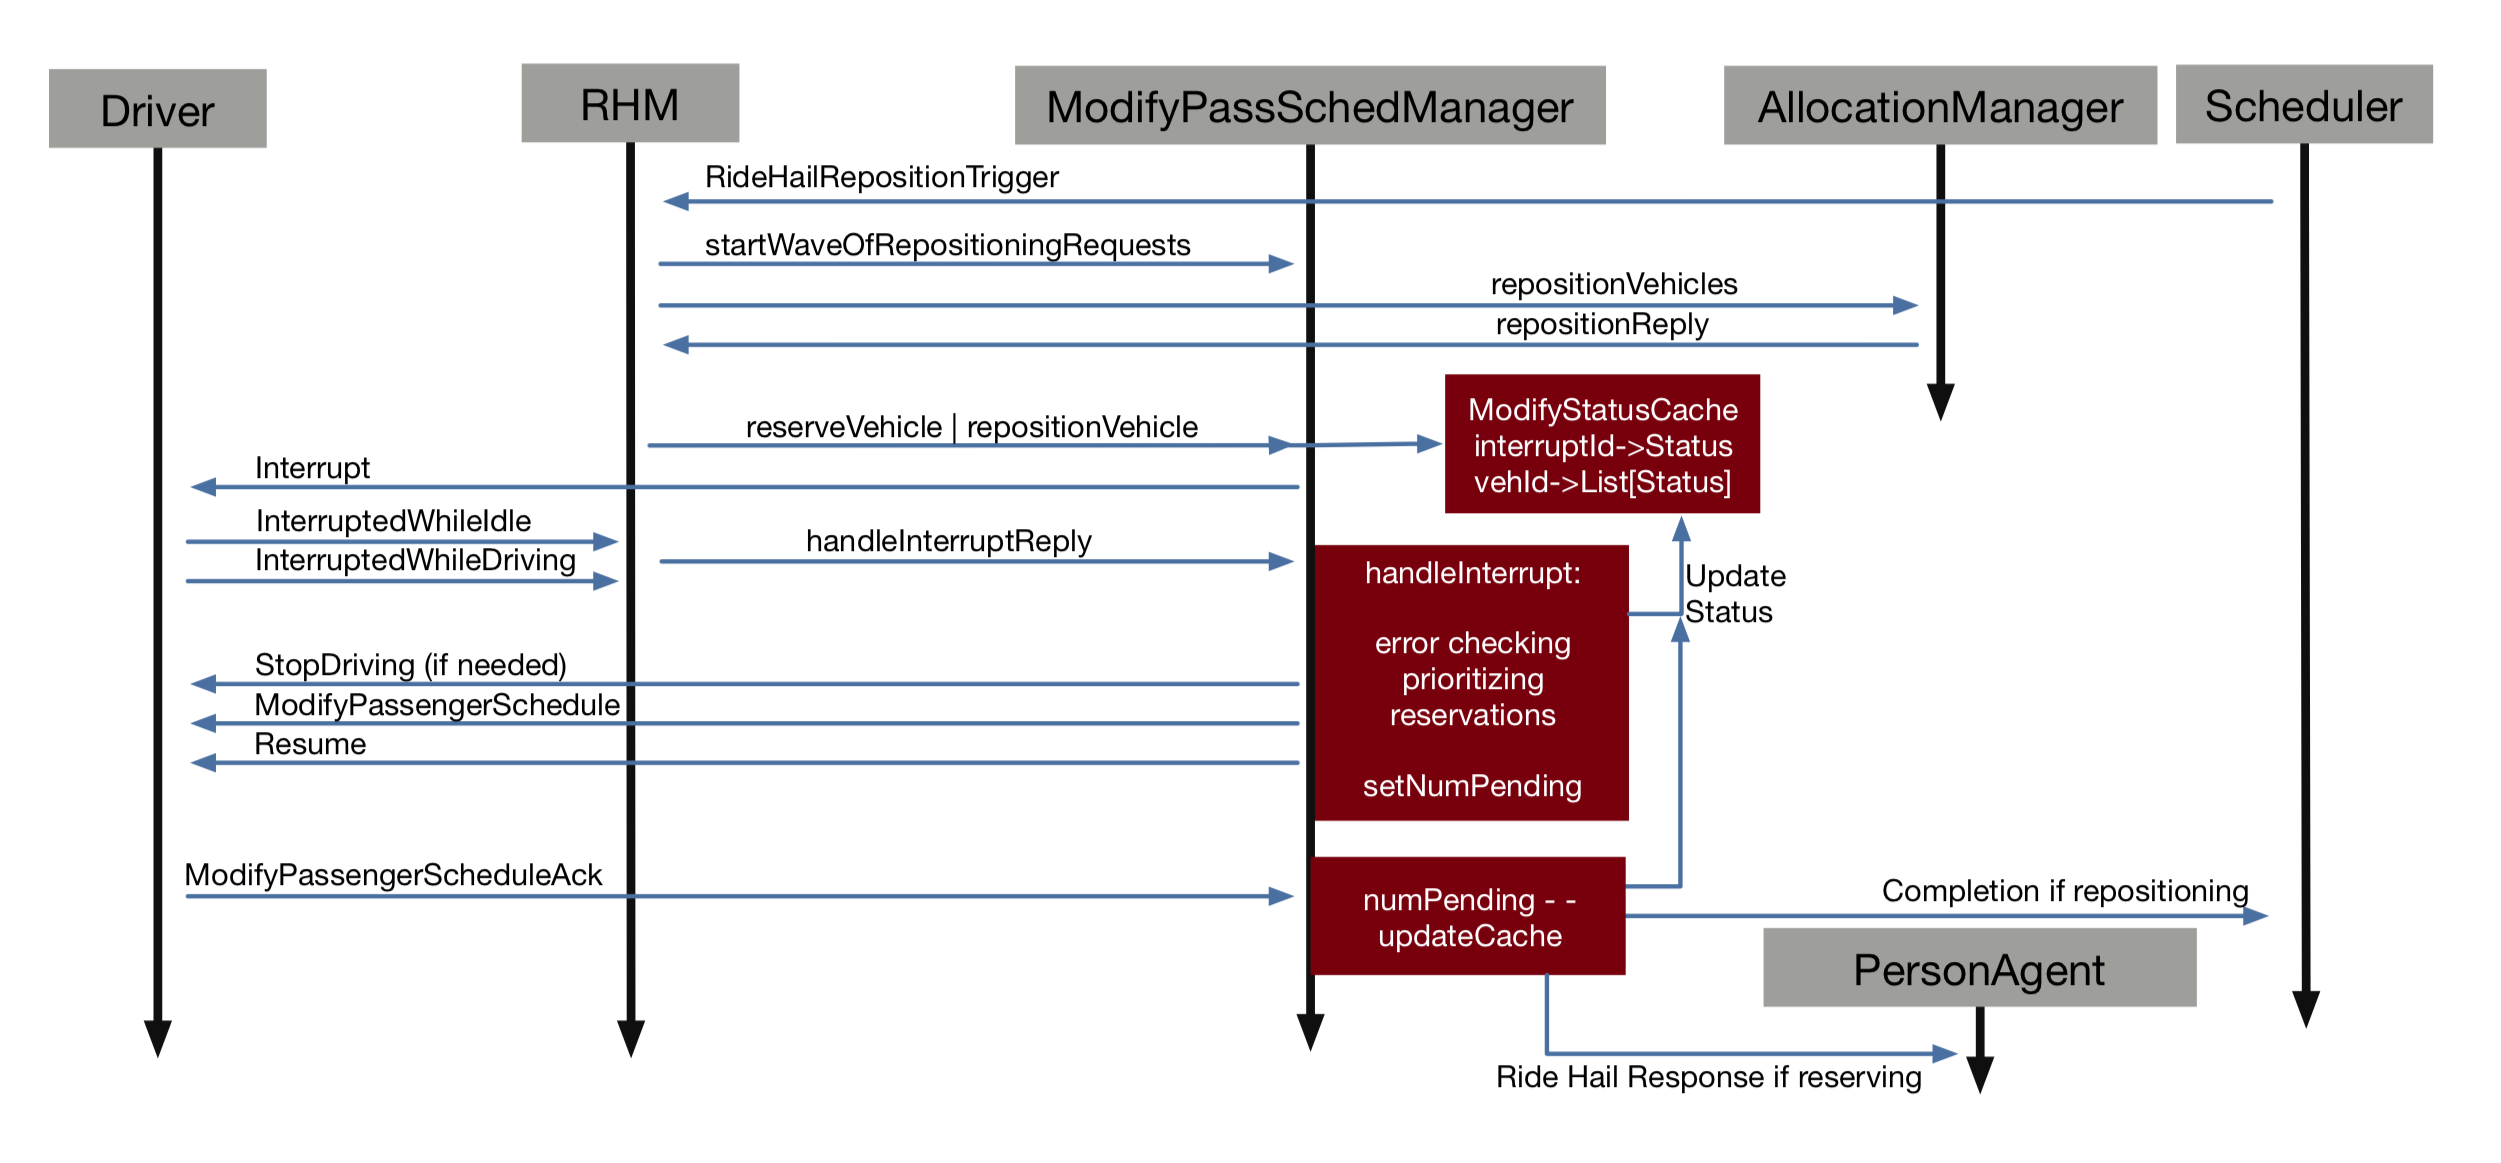 Driver
RHM
ModifyPassSchedManager
AllocationManager
Scheduler
RideHailRepositionTrigger
startWaveOfRepositioningRequests
repositionVehicles
repositionReply
reserveVehicle | repositionVehicle
ModifyStatusCache
interruptId->Status
vehId->List[Status]
Interrupt
InterruptedWhileIdle
InterruptedWhileDriving
handleInterruptReply
handleInterrupt:
error checking
prioritizing
reservations
setNumPending
Update
Status
StopDriving (if needed)
ModifyPassengerSchedule
Resume
ModifyPassengerScheduleAck
numPending - -
updateCache
Completion if repositioning
PersonAgent
Ride Hail Response if reserving